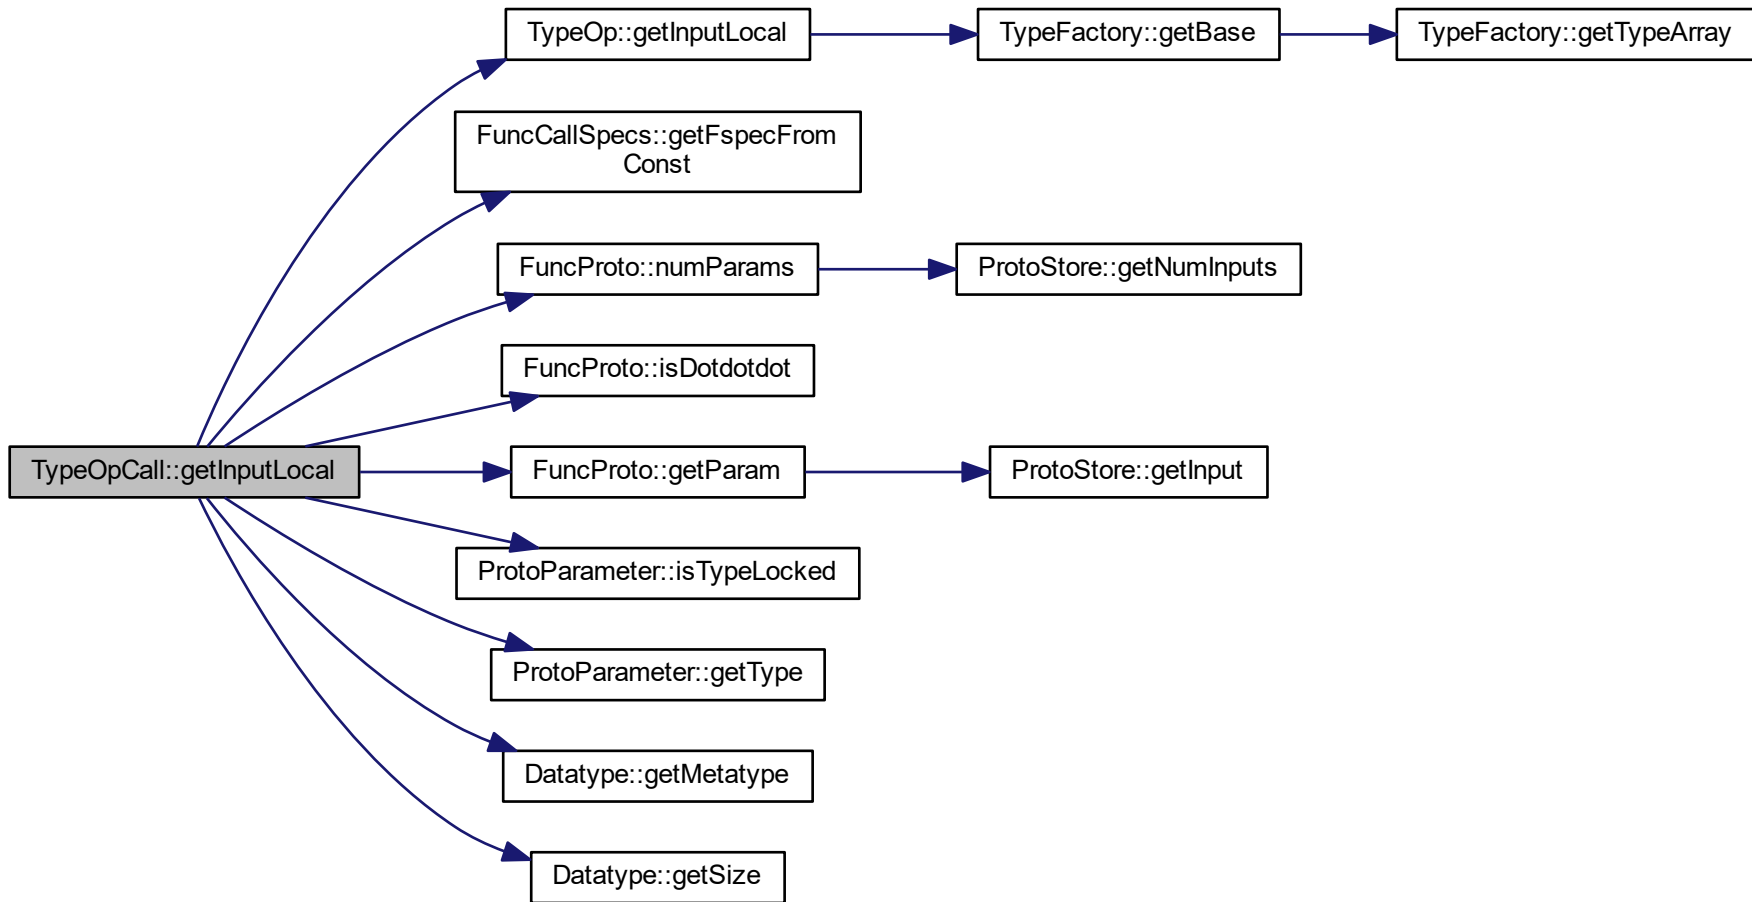 TypeOp::getInputLocal
TypeFactory::getBase
TypeFactory::getTypeArray
FuncCallSpecs::getFspecFrom
Const
FuncProto::numParams
ProtoStore::getNumInputs
FuncProto::isDotdotdot
TypeOpCall::getInputLocal
FuncProto::getParam
ProtoStore::getInput
ProtoParameter::isTypeLocked
ProtoParameter::getType
Datatype::getMetatype
Datatype::getSize